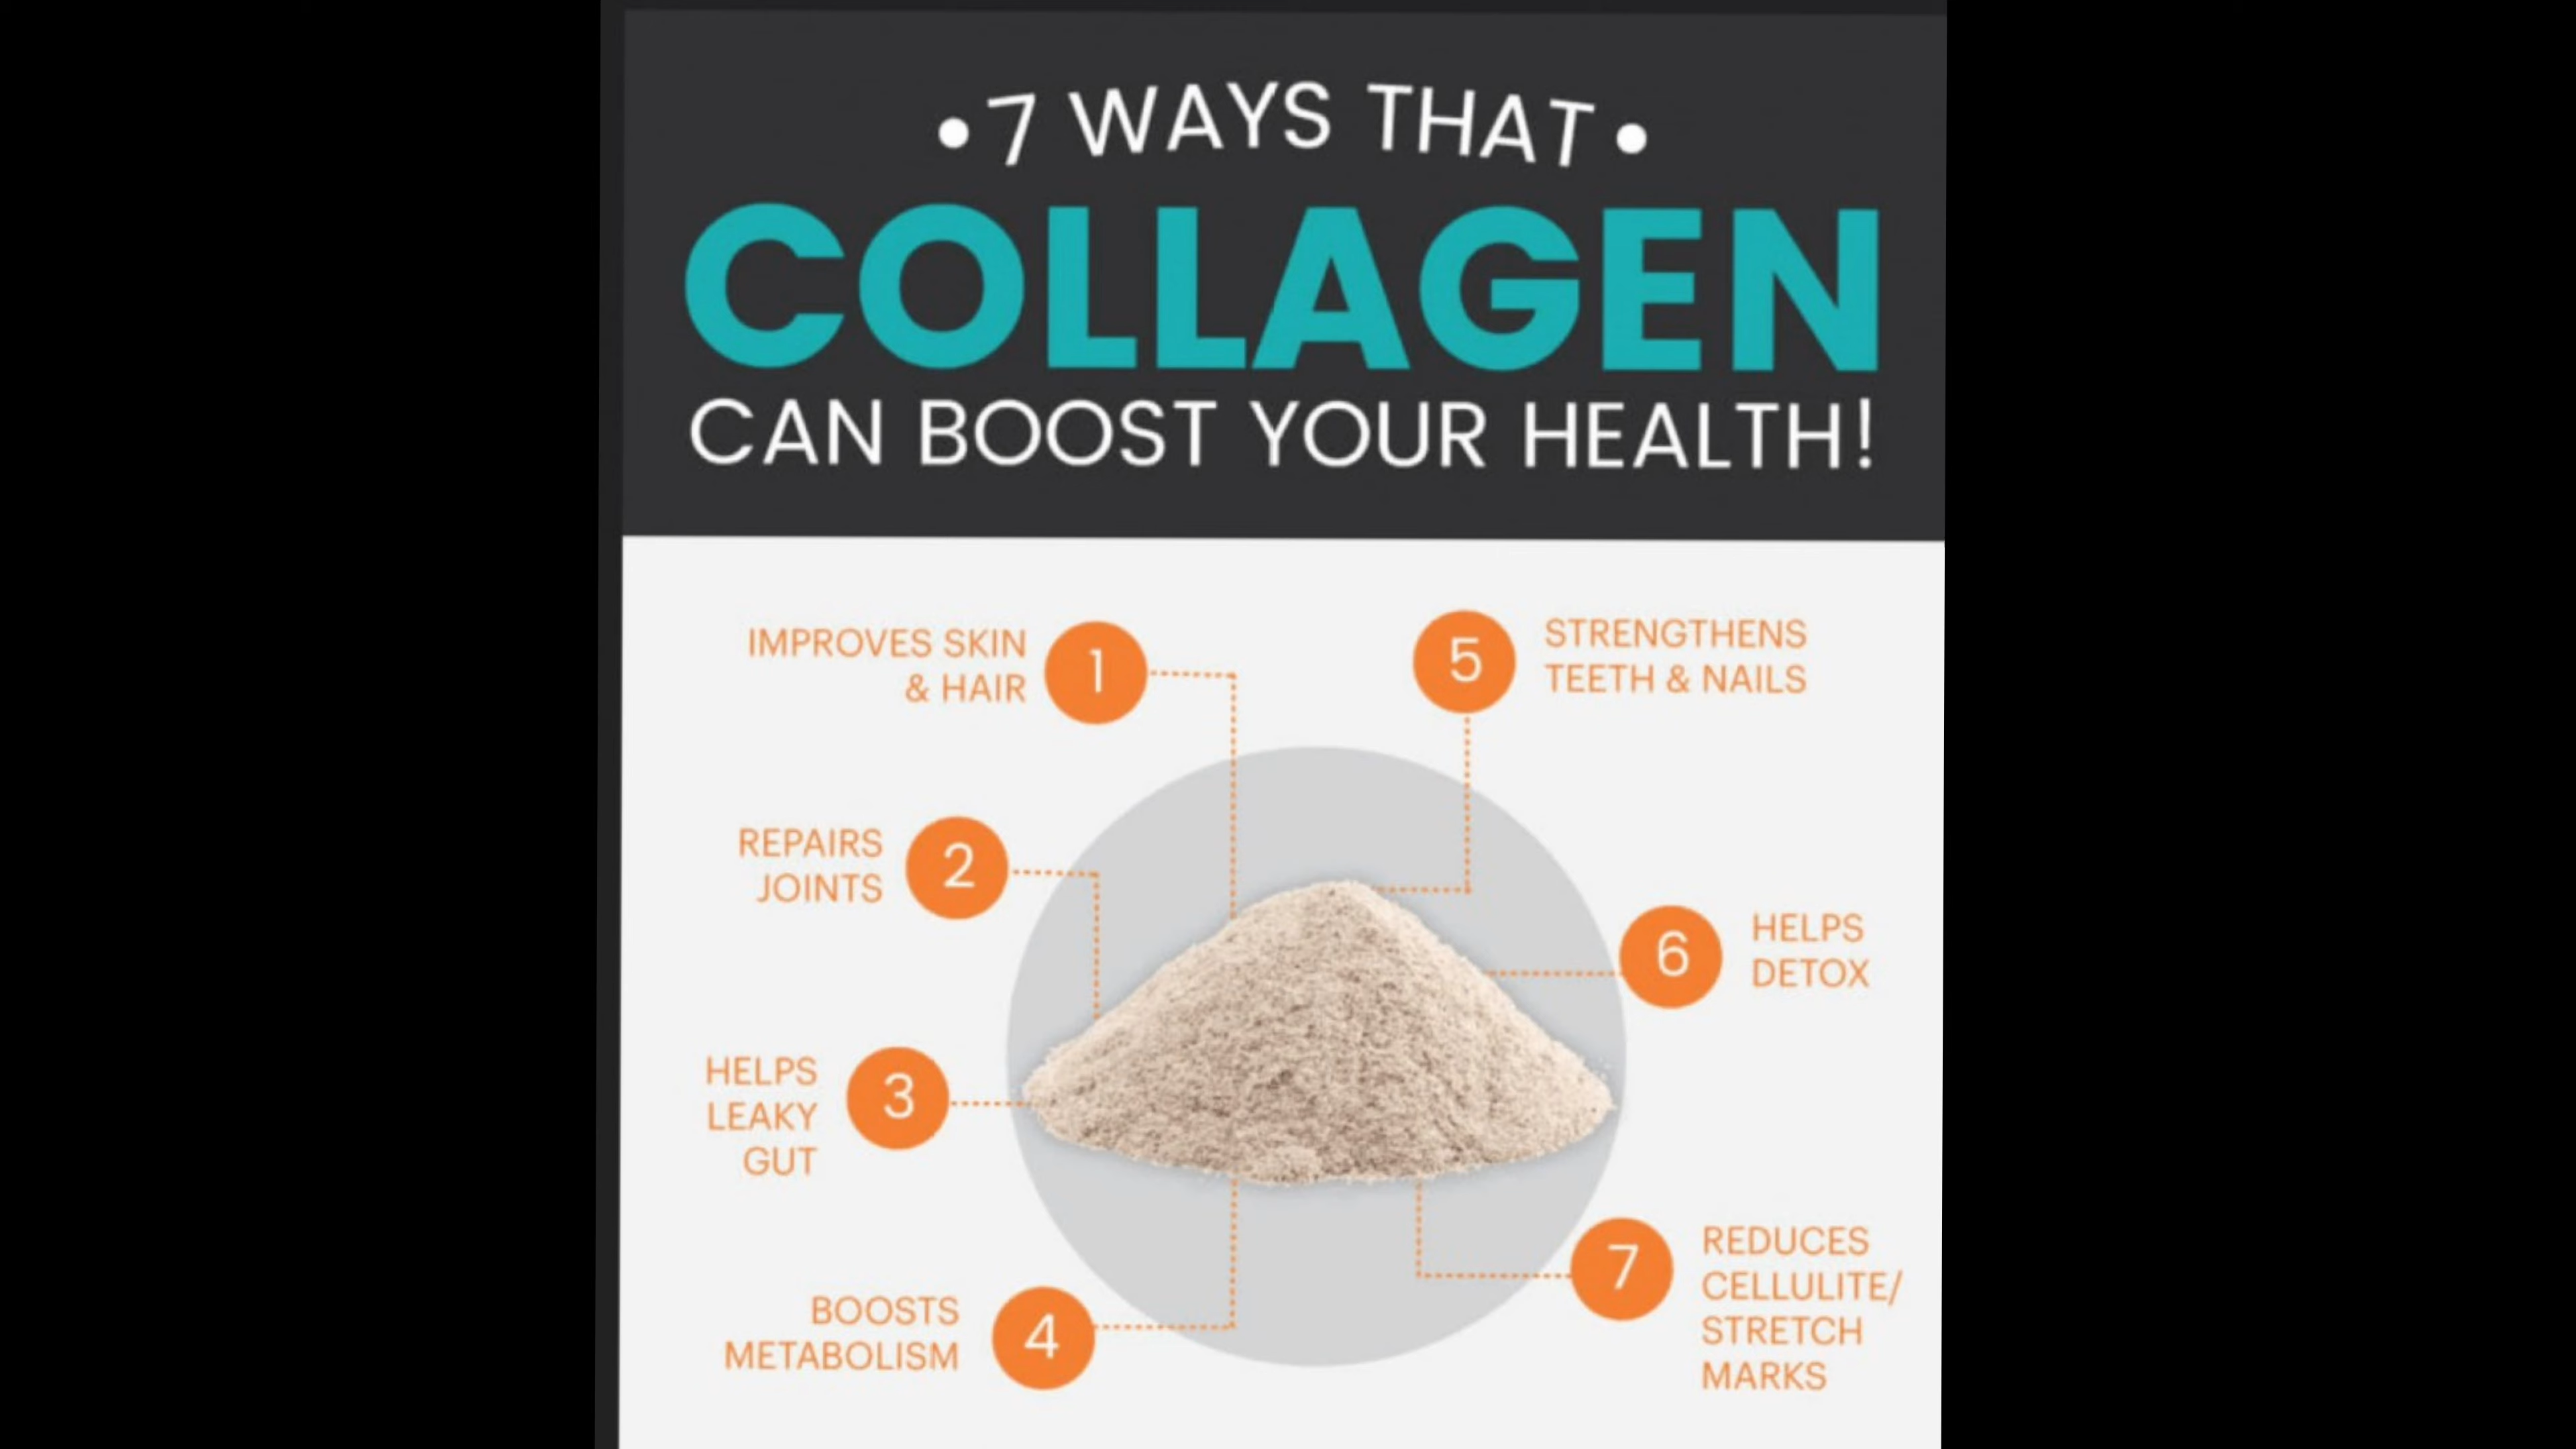 • 7 WAYS THAT •
COLLAGEN
CAN BOOST YOUR HEALTH!
1
IMPROVES SKIN
& HAIR
2
REPAIRS
JOINTS
3
HELPS
LEAKY
GUT
4
BOOSTS
METABOLISM
5
STRENGTHENS
TEETH & NAILS
6
HELPS
DETOX
7
REDUCES
CELLULITE/
STRETCH
MARKS